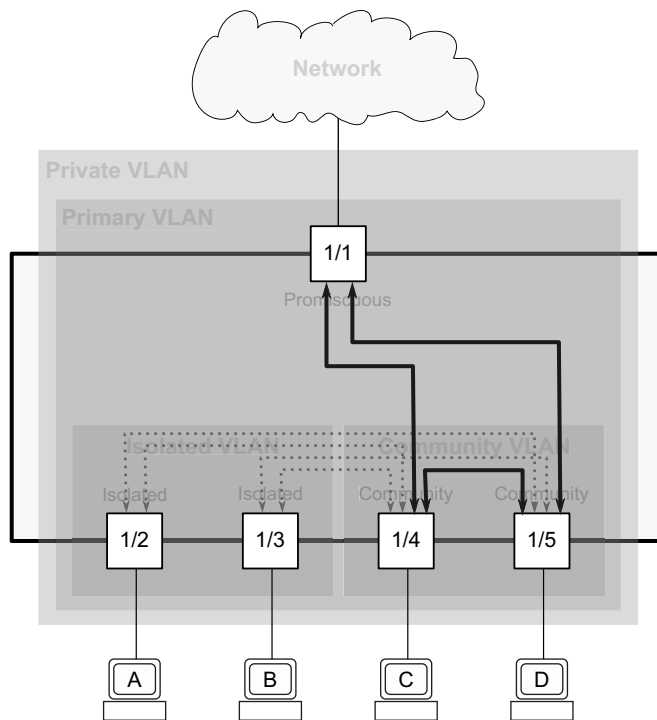 Network
Private VLAN
Primary VLAN
1/1
Promiscuous
Isolated VLAN
Community VLAN
Isolated
Isolated
Community
Community
1/2
1/3
1/4
1/5
A
B
C
D